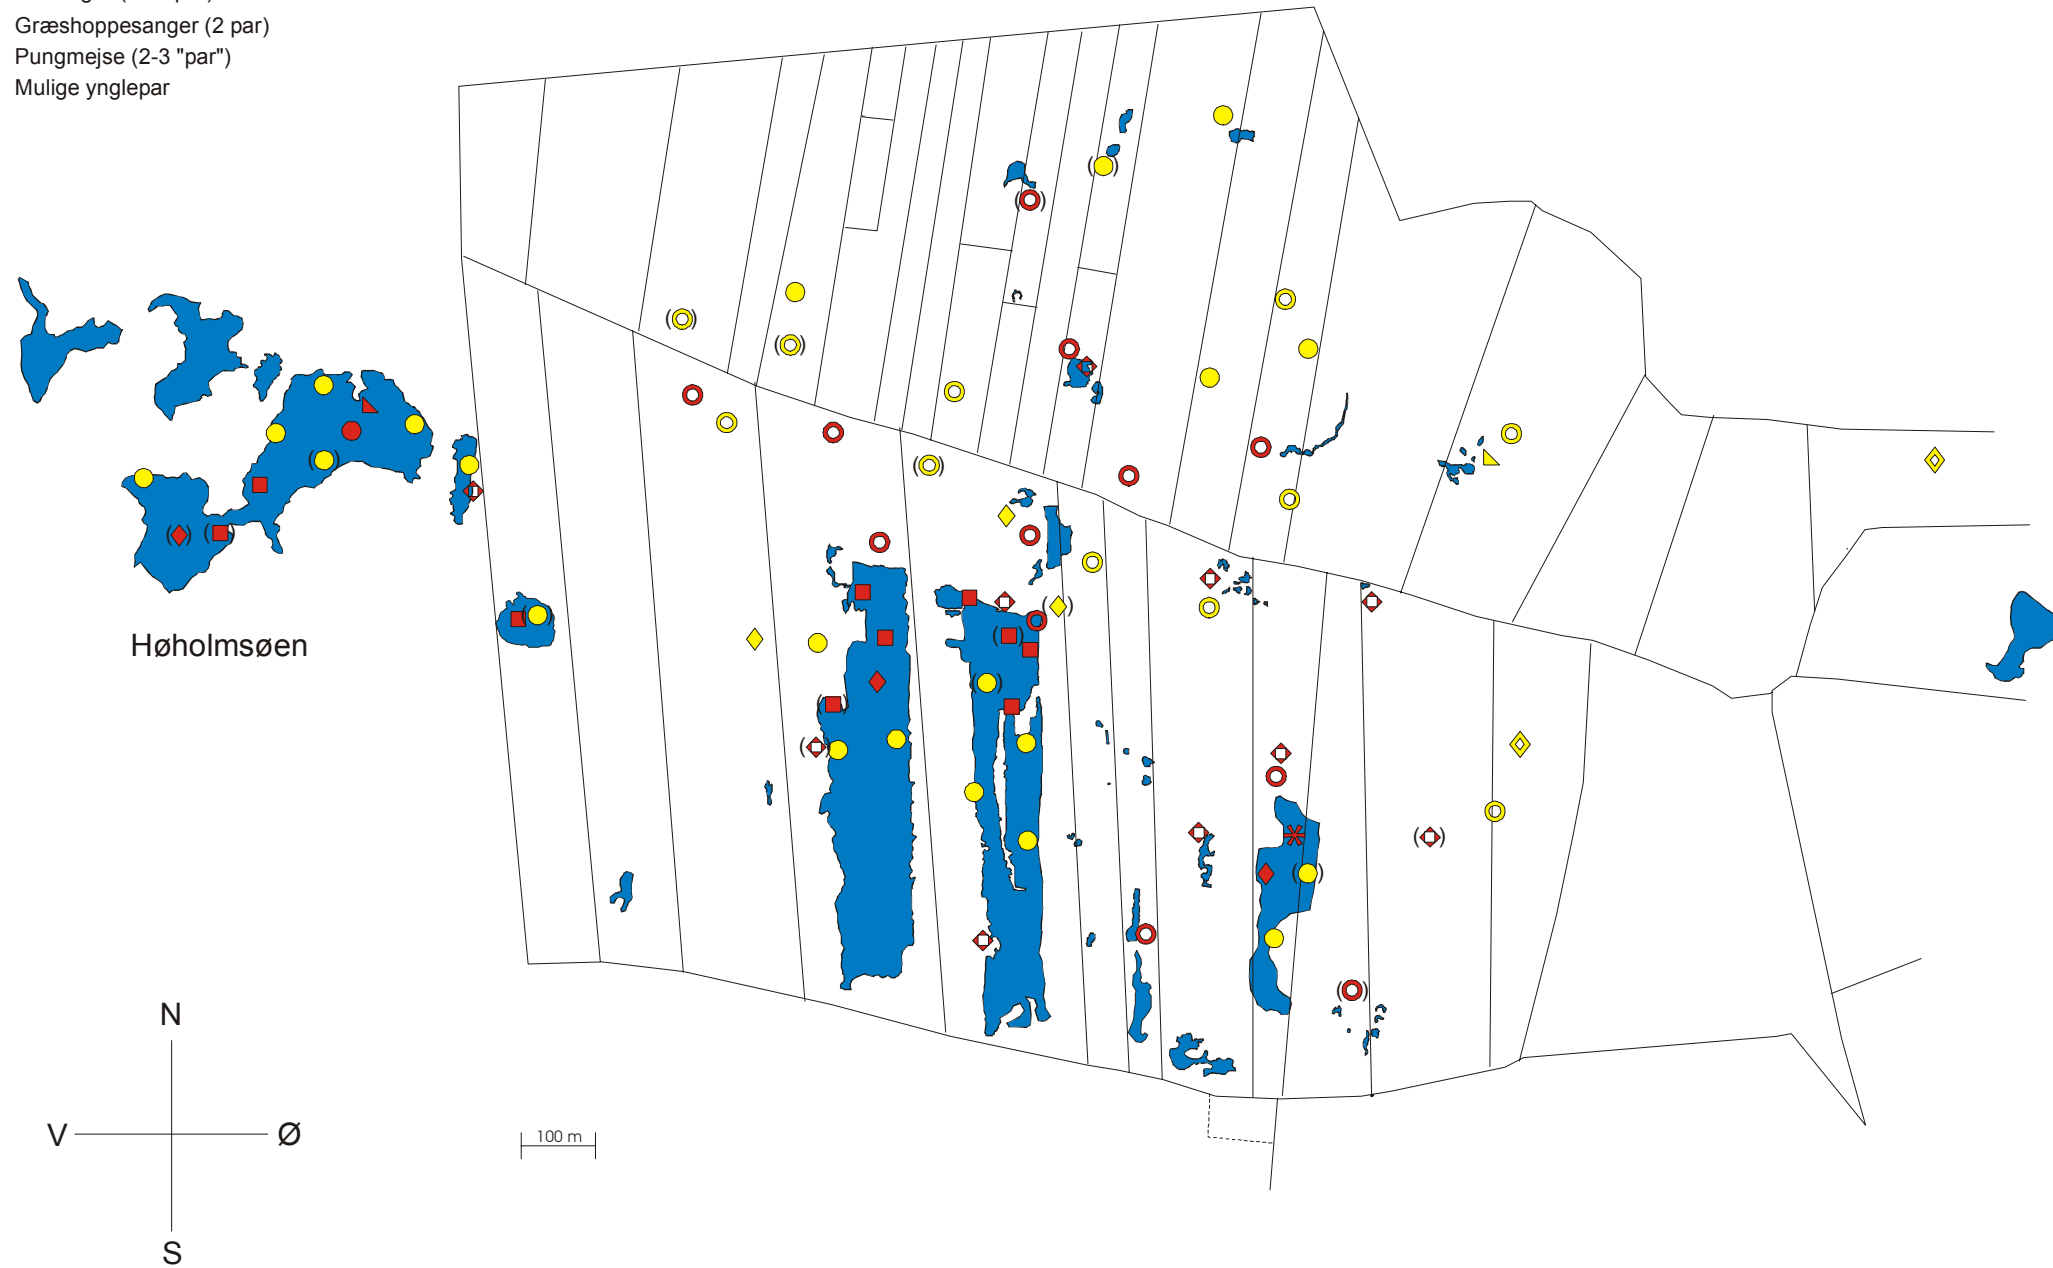 Græshoppesanger (2 par)
Pungmejse (2-3 "par")
Mulige ynglepar
Høholmsøen
N
V
Ø
S
100 m